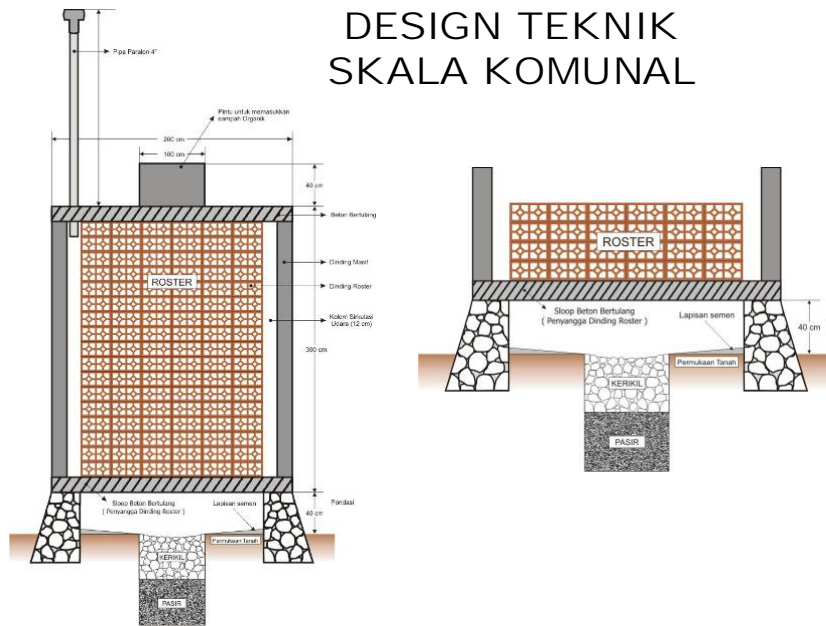 DESIGN TEKNIK
SKALA KOMUNAL
Pipa Paralon 4"
Pintu untuk memasukkan
sampah Organik
200 cm
100 cm
40 cm
Beton Bertulang
ROSTER
Dinding Masif
Dinding Roster
Kolom Sirkulasi
Udara (12 cm)
300 cm
Sloop Beton Bertulang
( Penyangga Dinding Roster )
Lapisan semen
40 cm
Pondasi
Permukaan Tanah
KERIKIL
PASIR
ROSTER
Sloop Beton Bertulang
( Penyangga Dinding Roster )
Lapisan semen
40 cm
Permukaan Tanah
KERIKIL
PASIR